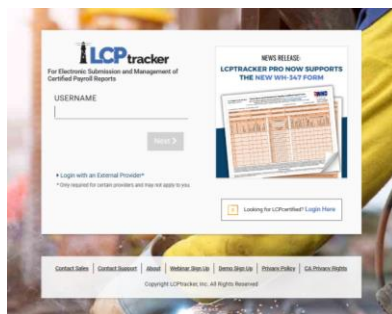 LCPtracker
For Electronic Submission and Management of
Certified Payroll Reports
USERNAME
Next >
Login with an External Provider*
* Only required for certain providers and may not apply to you.
NEWS RELEASE:
LCPTRACKER PRO NOW SUPPORTS
THE NEW WH-347 FORM
Looking for LCPcertified? Login Here
Contact Sales | Contact Support | About | Webinar Sign Up | Demo Sign Up | Privacy Policy | CA Privacy Rights
Copyright LCPtracker, Inc. All Rights Reserved